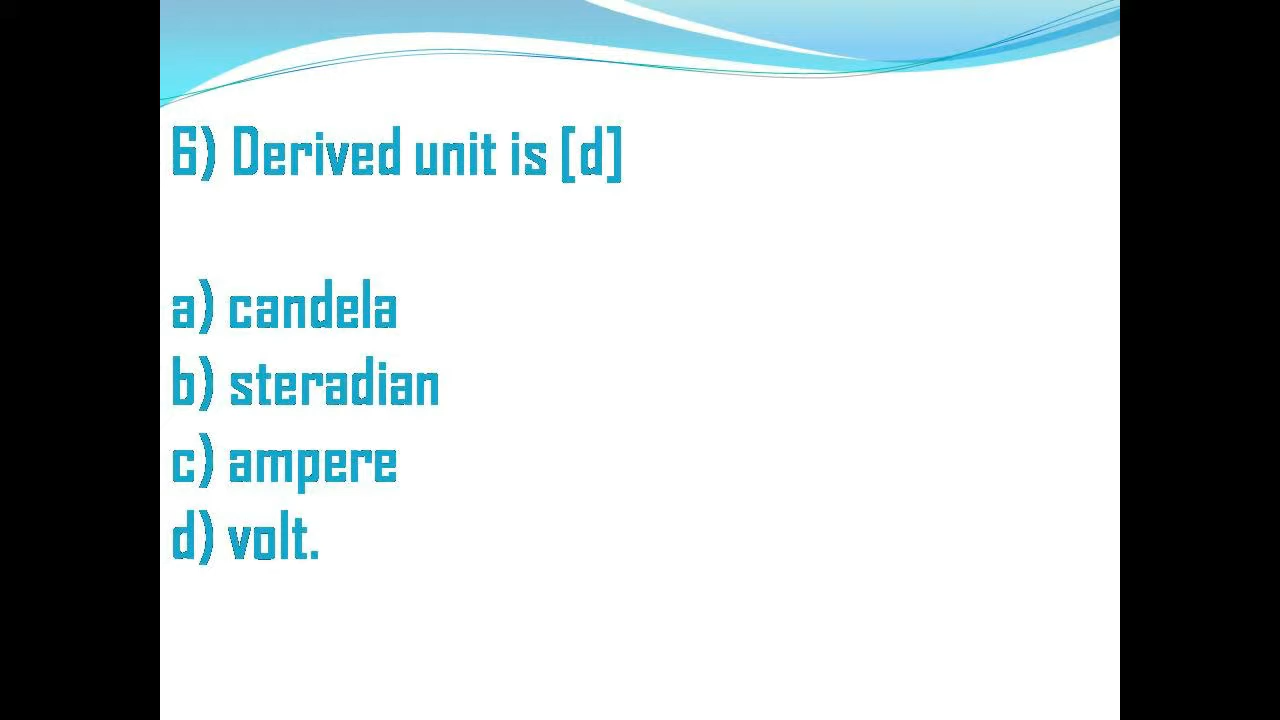 6) Derived unit is [d]
a) candela
b) steradian
c) ampere
d) volt.